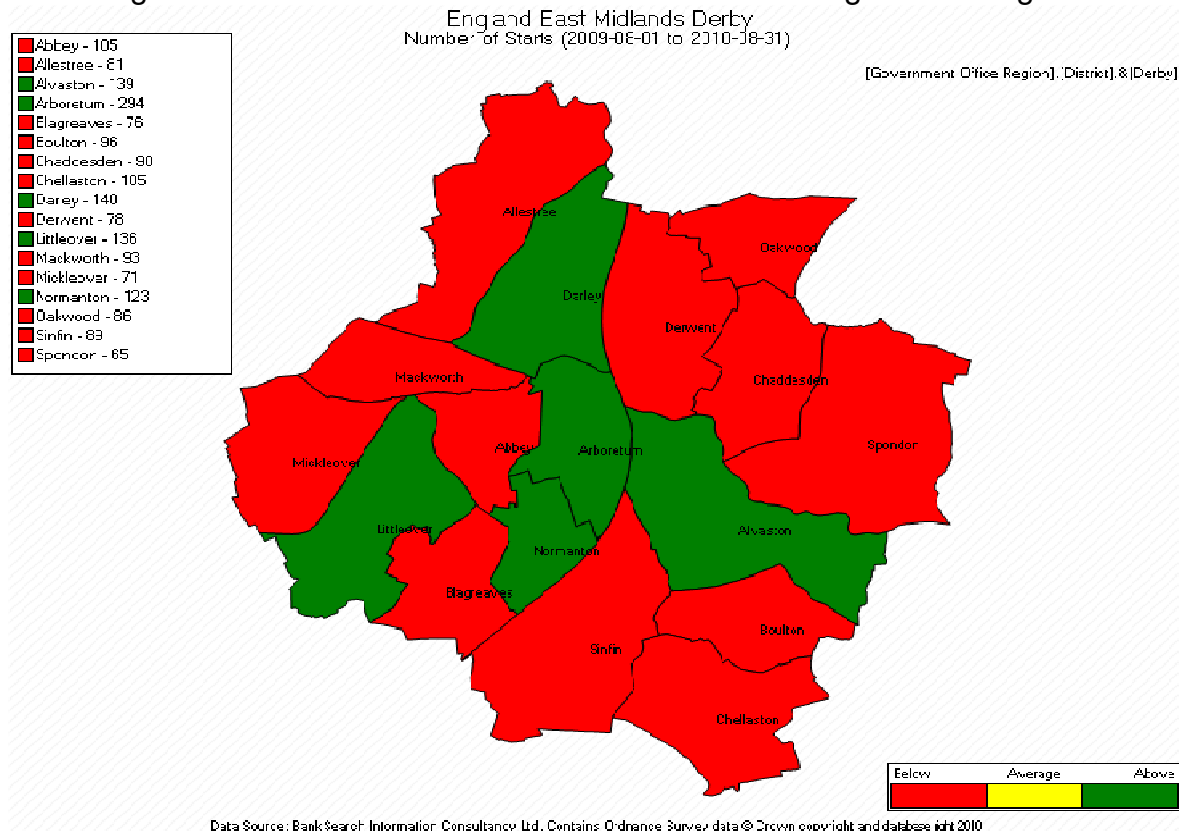 England East Midlands Derby
Number of Starts (2009-08-01 to 2010-08-31)
[Government Office Region].[District].&[Derby]
Abbey - 105
Allestree - 81
Alvaston - 139
Arboretum - 294
Blagreaves - 76
Boulton - 96
Chaddesden - 90
Chellaston - 105
Darley - 140
Derwent - 78
Littleover - 136
Mackworth - 93
Mickleover - 71
Normanton - 123
Oakwood - 86
Sinfin - 89
Spondon - 65
Allestree
Oakwood
Darley
Derwent
Mackworth
Chaddesden
Abbey
Arboretum
Spondon
Mickleover
Littleover
Alvaston
Normanton
Blagreaves
Boulton
Sinfin
Chellaston
Below Average Above
Data Source: BankSearch Information Consultancy Ltd. Contains Ordnance Survey data © Crown copyright and database right 2010